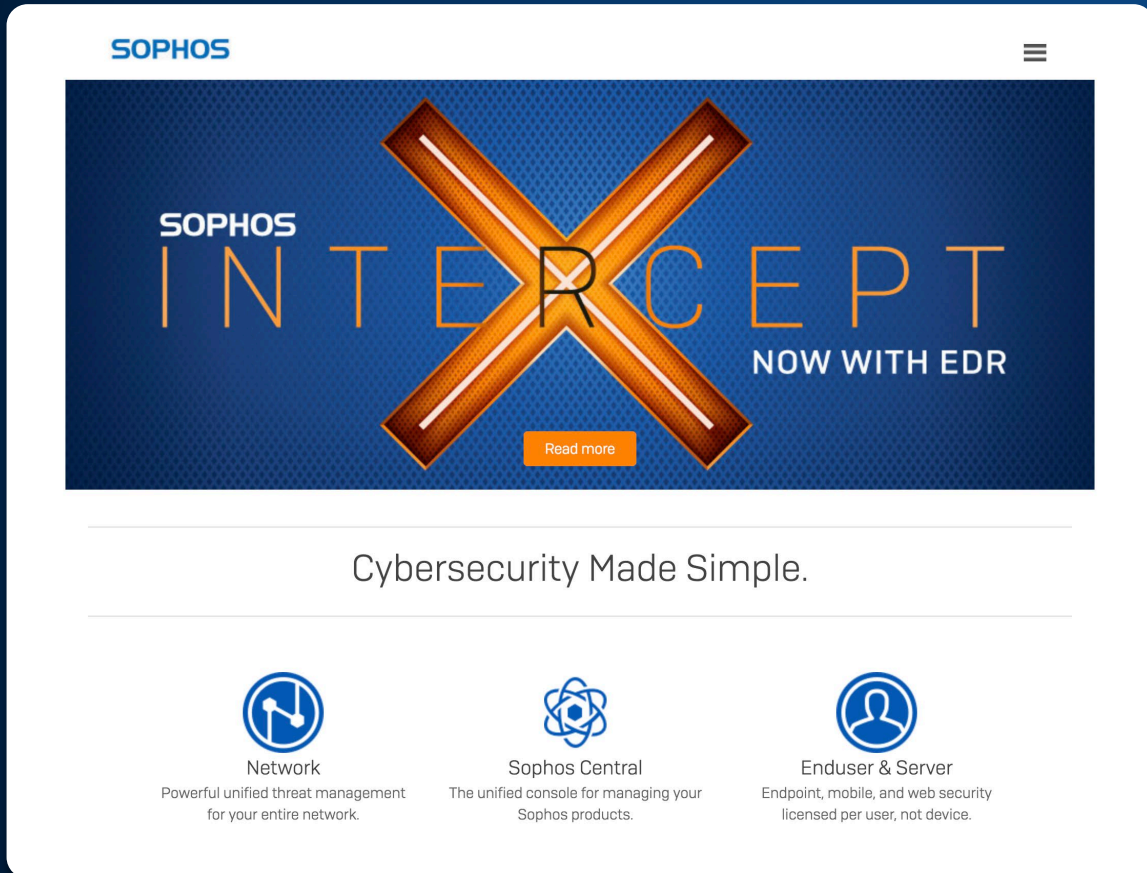 SOPHOS
SOPHOS
INTERCEPT
NOW WITH EDR
Read more
Cybersecurity Made Simple.
Network
Powerful unified threat management
for your entire network.
Sophos Central
The unified console for managing your
Sophos products.
Enduser & Server
Endpoint, mobile, and web security
licensed per user, not device.